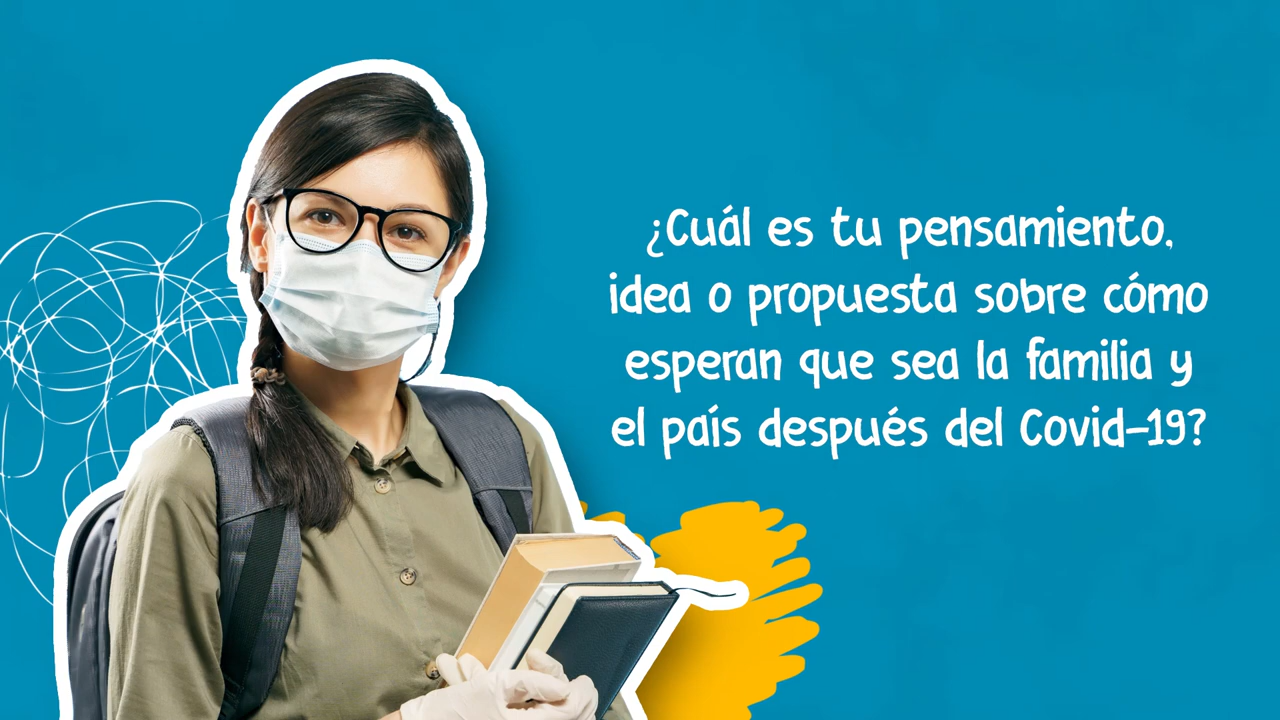 ¿Cuál es tu pensamiento,
idea o propuesta sobre cómo
esperan que sea la familia y
el país después del Covid-19?